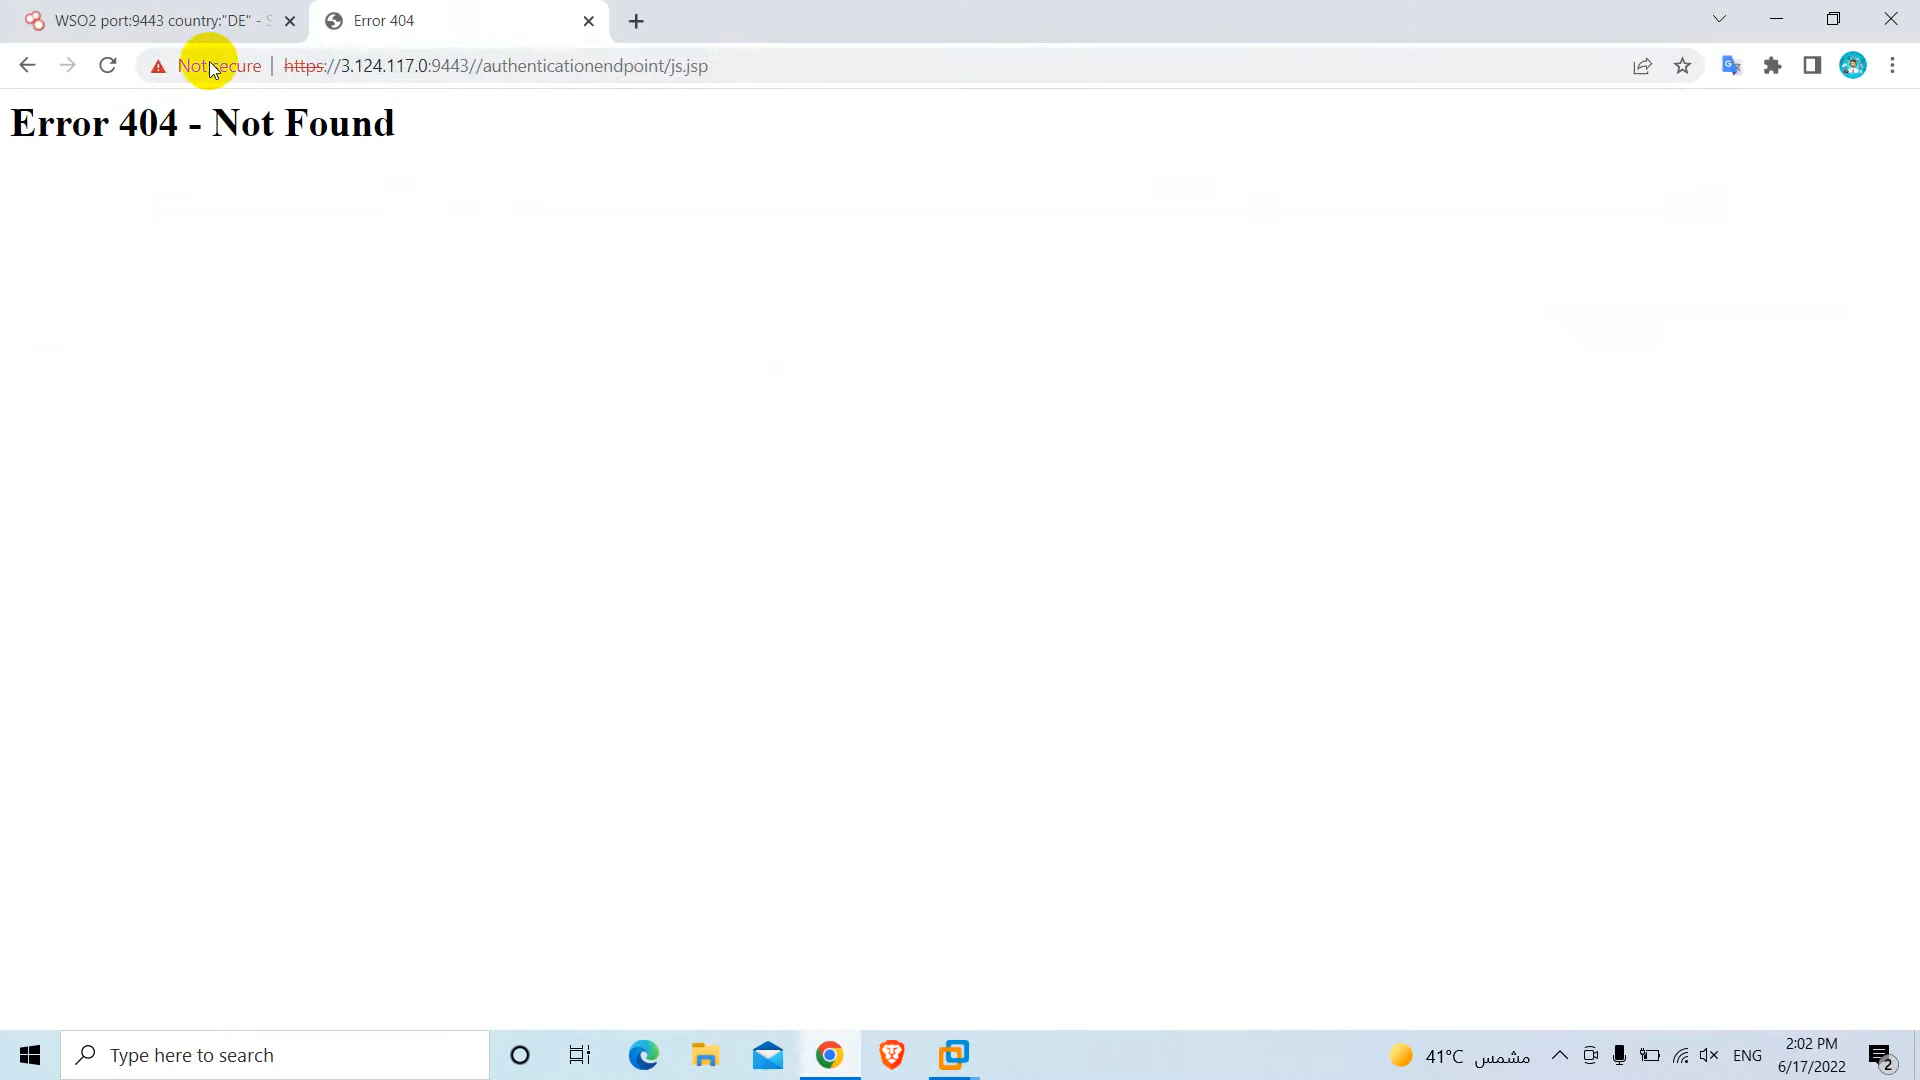 WSO2 port:9443 country:"DE" - S
Error 404
Not secure
https://3.124.117.0:9443//authenticationendpoint/js.jsp
Error 404 - Not Found
Type here to search
41°C مشمس
ENG
2:02 PM
6/17/2022
2